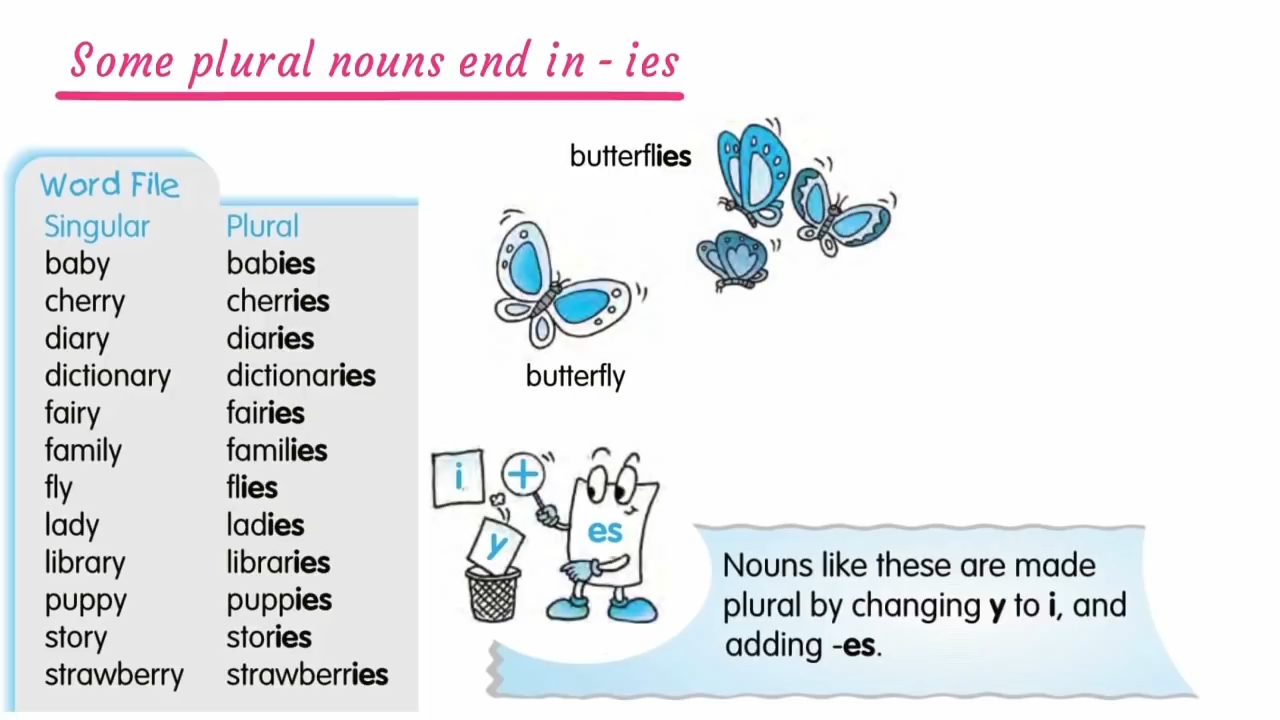 Some plural nouns end in - ies
Word File
Singular Plural
baby babies
cherry cherries
diary diaries
dictionary dictionaries
fairy fairies
family families
fly flies
lady ladies
library libraries
puppy puppies
story stories
strawberry strawberries
butterflies
butterfly
i +
y es
Nouns like these are made
plural by changing y to i, and
adding -es.